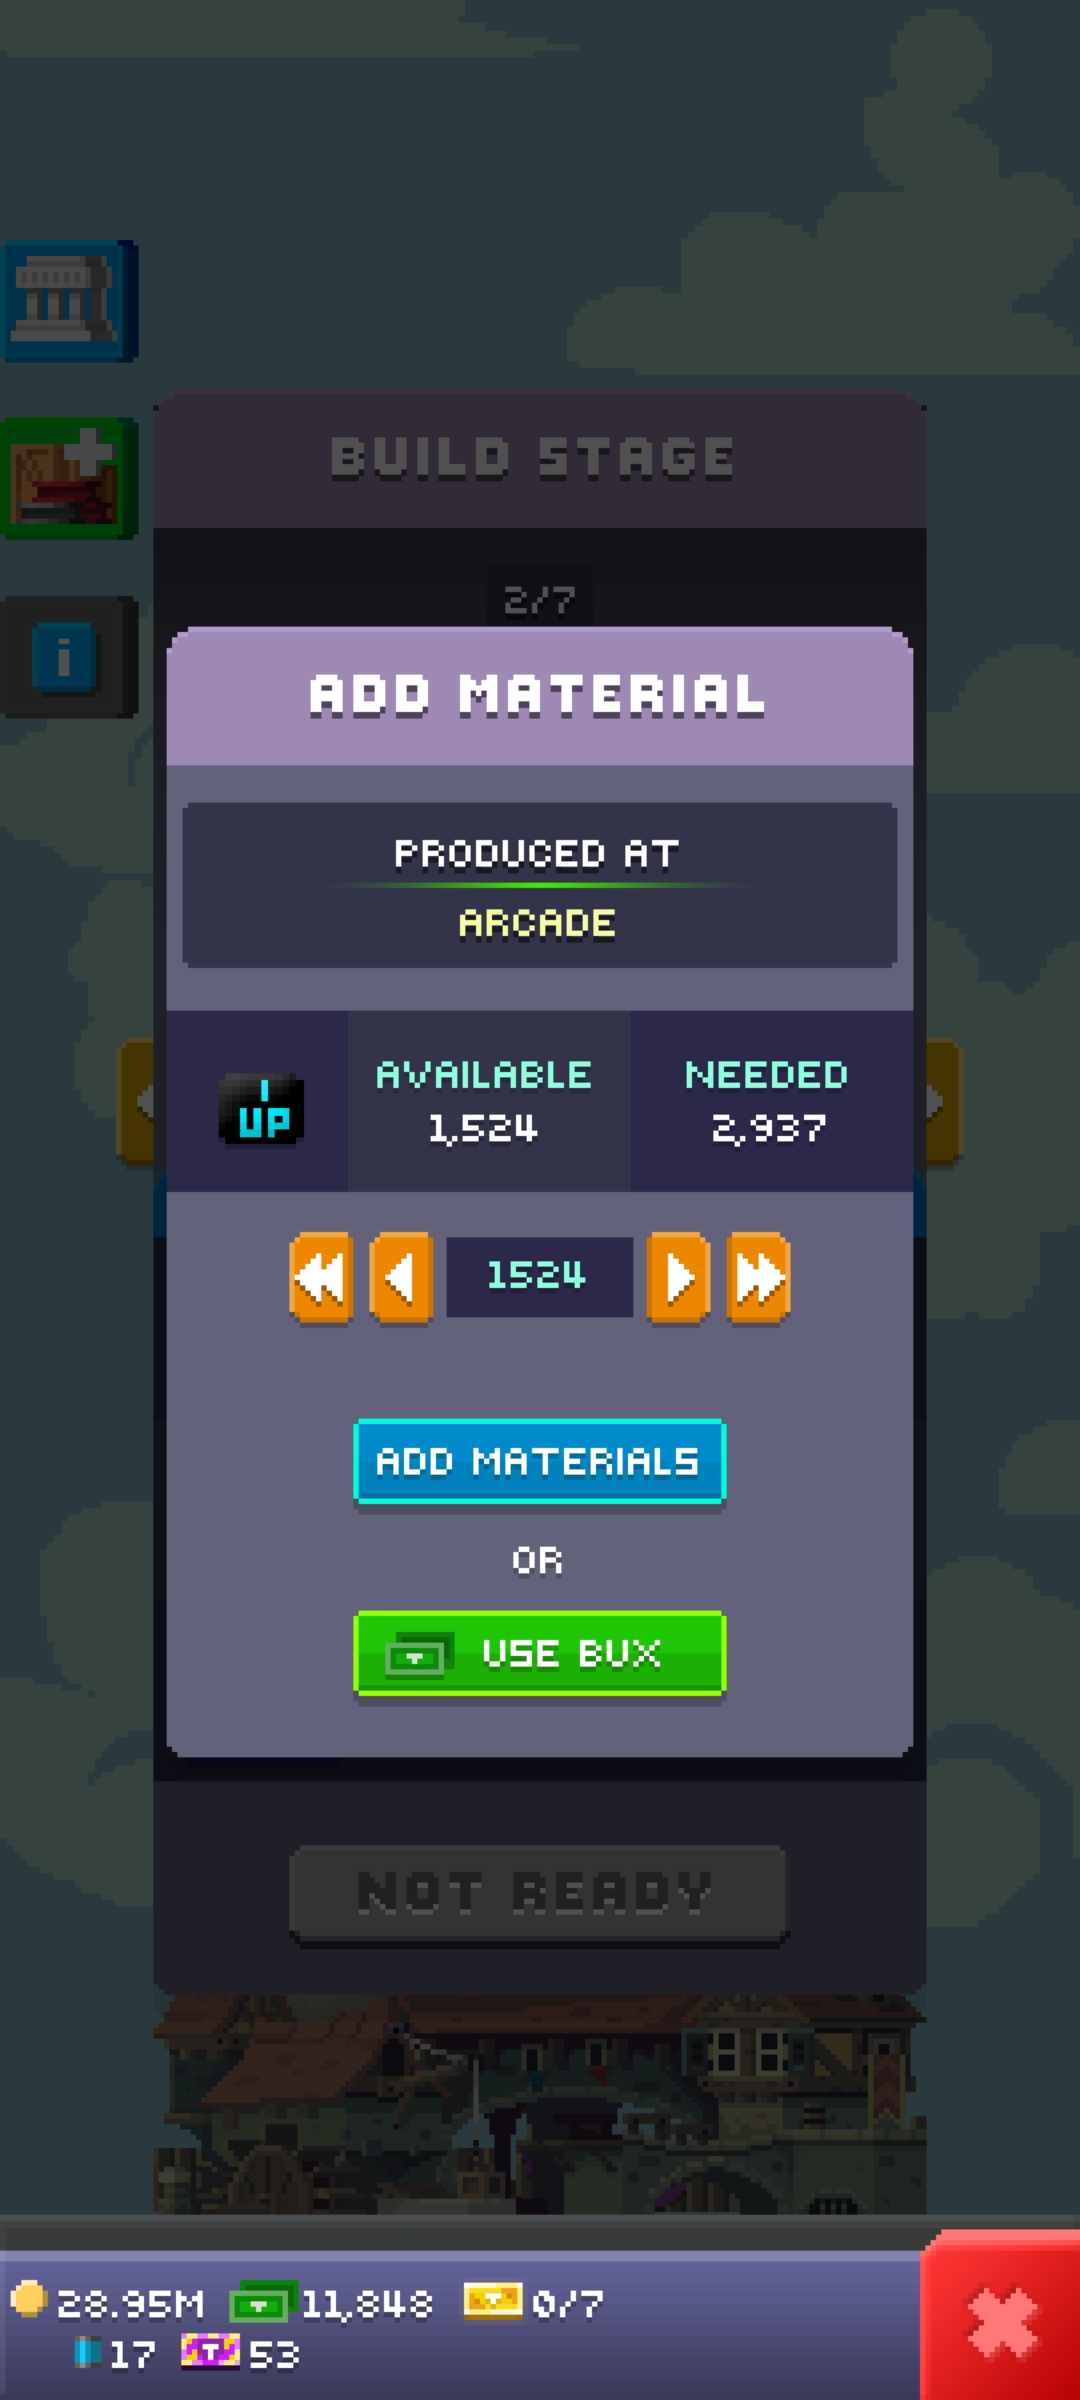 BUILD STAGE
2/7
ADD MATERIAL
PRODUCED AT
ARCADE
1
UP
AVAILABLE
1,524
NEEDED
2,937
1524
ADD MATERIALS
OR
USE BUX
NOT READY
28.95M 11,848 0/7
17 53